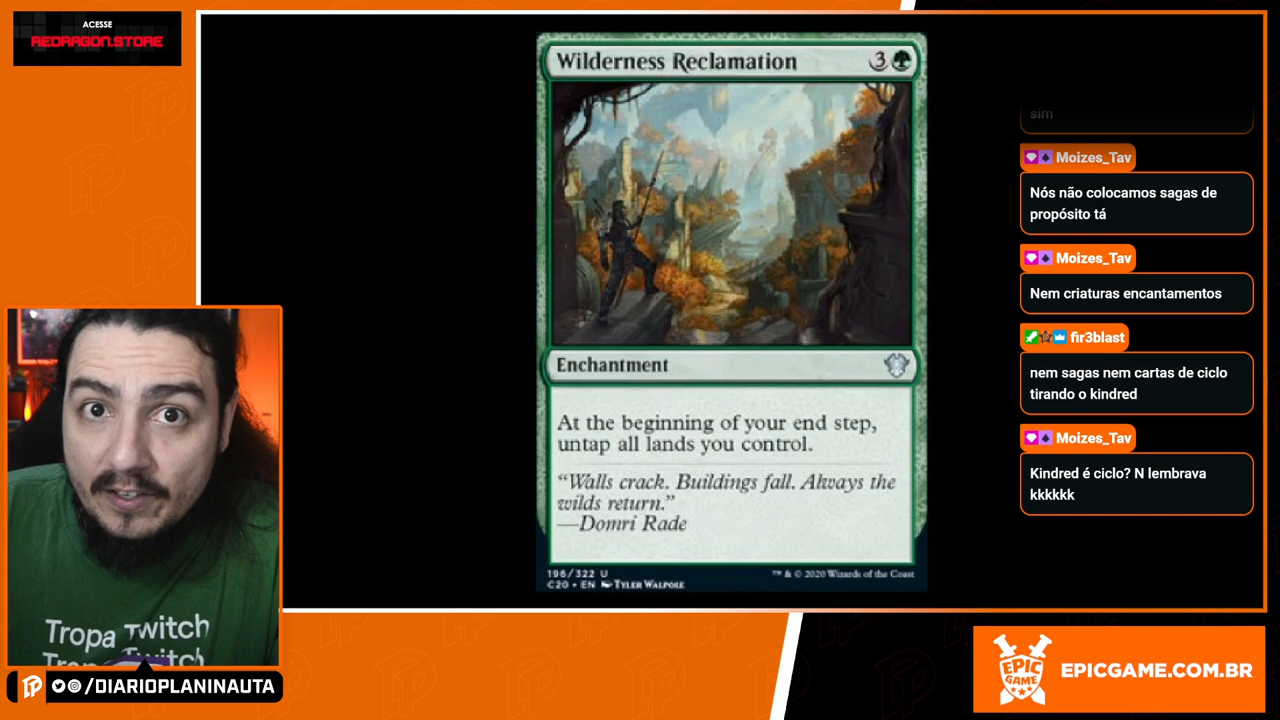 ACESSE
REDRAGON.STORE
Wilderness Reclamation
3
Enchantment
At the beginning of your end step,
untap all lands you control.
“Walls crack. Buildings fall. Always the
wilds return.”
—Domri Rade
196/322 U
C20 • EN TYLER WALPOLE
™ & © 2020 Wizards of the Coast
sim
Moizes_Tav
Nós não colocamos sagas de
propósito tá
Moizes_Tav
Nem criaturas encantamentos
fir3blast
nem sagas nem cartas de ciclo
tirando o kindred
Moizes_Tav
Kindred é ciclo? N lembrava
kkkkkk
Tropa Twitch
Twitch
/DIARIOPLANINAUTA
EPIC
GAME
EPICGAME.COM.BR